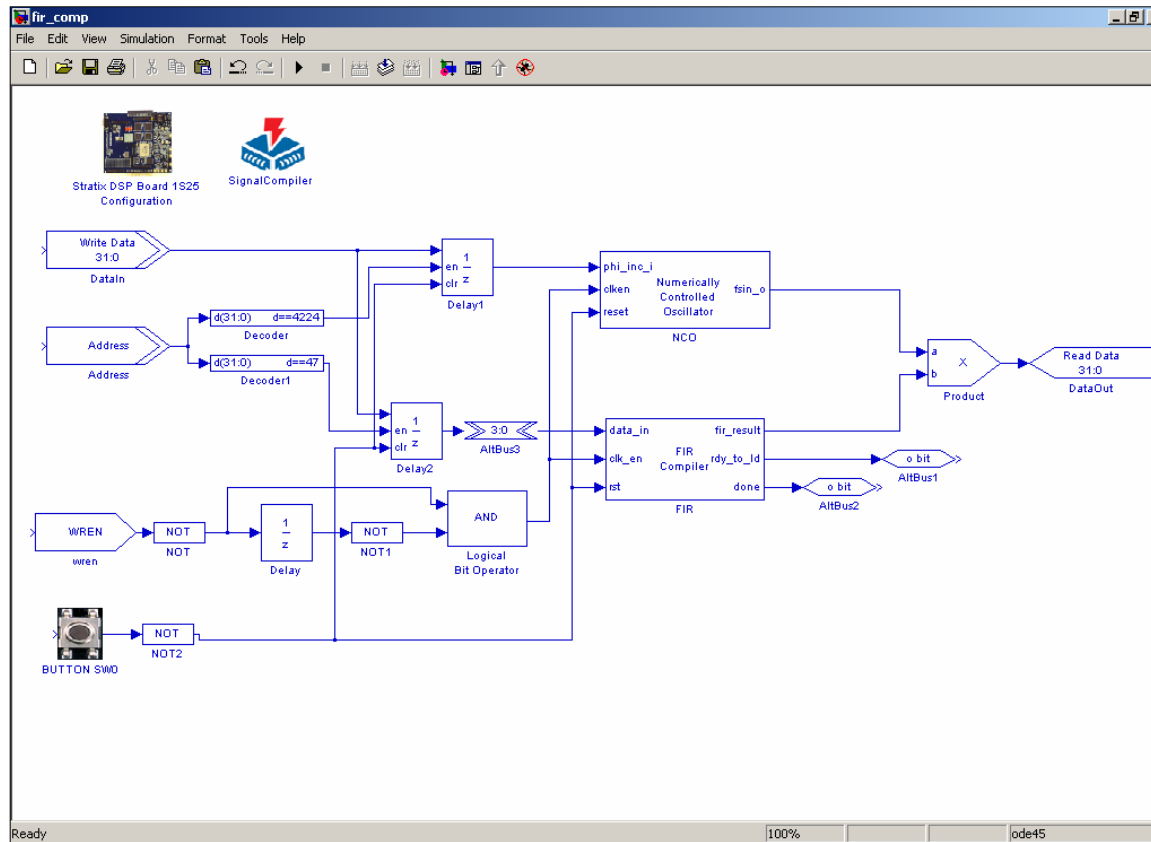 fir_comp
File Edit View Simulation Format Tools Help
Stratix DSP Board 1S25
Configuration
SignalCompiler
Write Data
31:0
DataIn
en
clr
1
z
Delay1
phi_inc_i
clken
reset
Numerically
Controlled
Oscillator
fsin_o
NCO
Address
Address
d(31:0) d==4224
Decoder
d(31:0) d==47
Decoder1
a
b
X
Product
Read Data
31:0
DataOut
en
clr
1
z
Delay2
3:0
AltBus3
data_in
clk_en
rst
FIR
Compiler
fir_result
rdy_to_ld
done
FIR
o bit
AltBus1
o bit
AltBus2
WREN
wren
NOT
NOT
1
z
Delay
NOT
NOT1
AND
Logical
Bit Operator
BUTTON SW0
NOT
NOT2
Ready 100% ode45